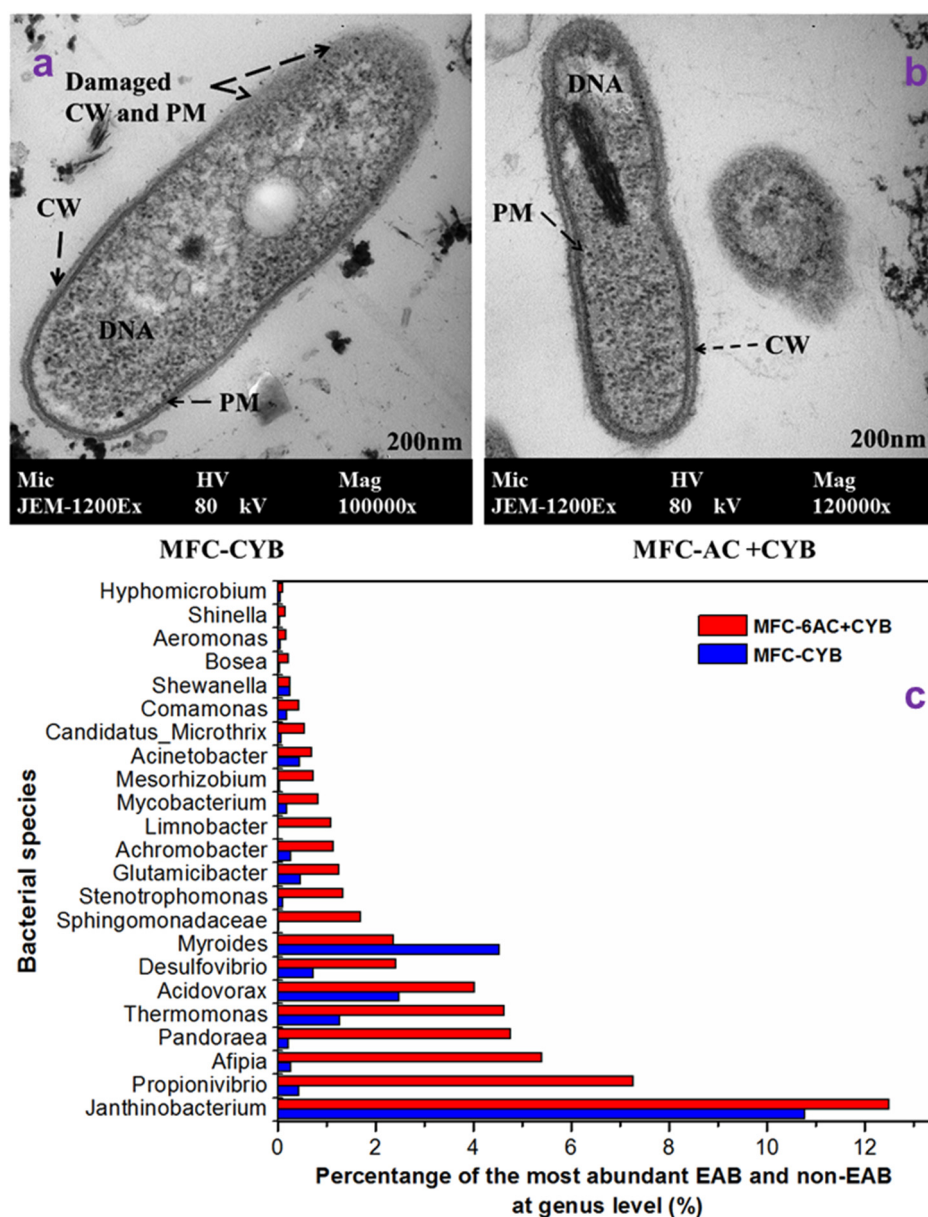 a
Damaged
CW and PM
CW
DNA
PM
200nm
Mic HV Mag
JEM-1200Ex 80 kV 100000x
MFC-CYB
b
DNA
PM
CW
200nm
Mic HV Mag
JEM-1200Ex 80 kV 120000x
MFC-AC +CYB
c
MFC-6AC+CYB
MFC-CYB
Bacterial species
Hyphomicrobium
Shinella
Aeromonas
Bosea
Shewanella
Comamonas
Candidatus_Microthrix
Acinetobacter
Mesorhizobium
Mycobacterium
Limnobacter
Achromobacter
Glutamicibacter
Stenotrophomonas
Sphingomonadaceae
Myroides
Desulfovibrio
Acidovorax
Thermomonas
Pandoraea
Afipia
Propionivibrio
Janthinobacterium
0 2 4 6 8 10 12
Percentange of the most abundant EAB and non-EAB
at genus level (%)